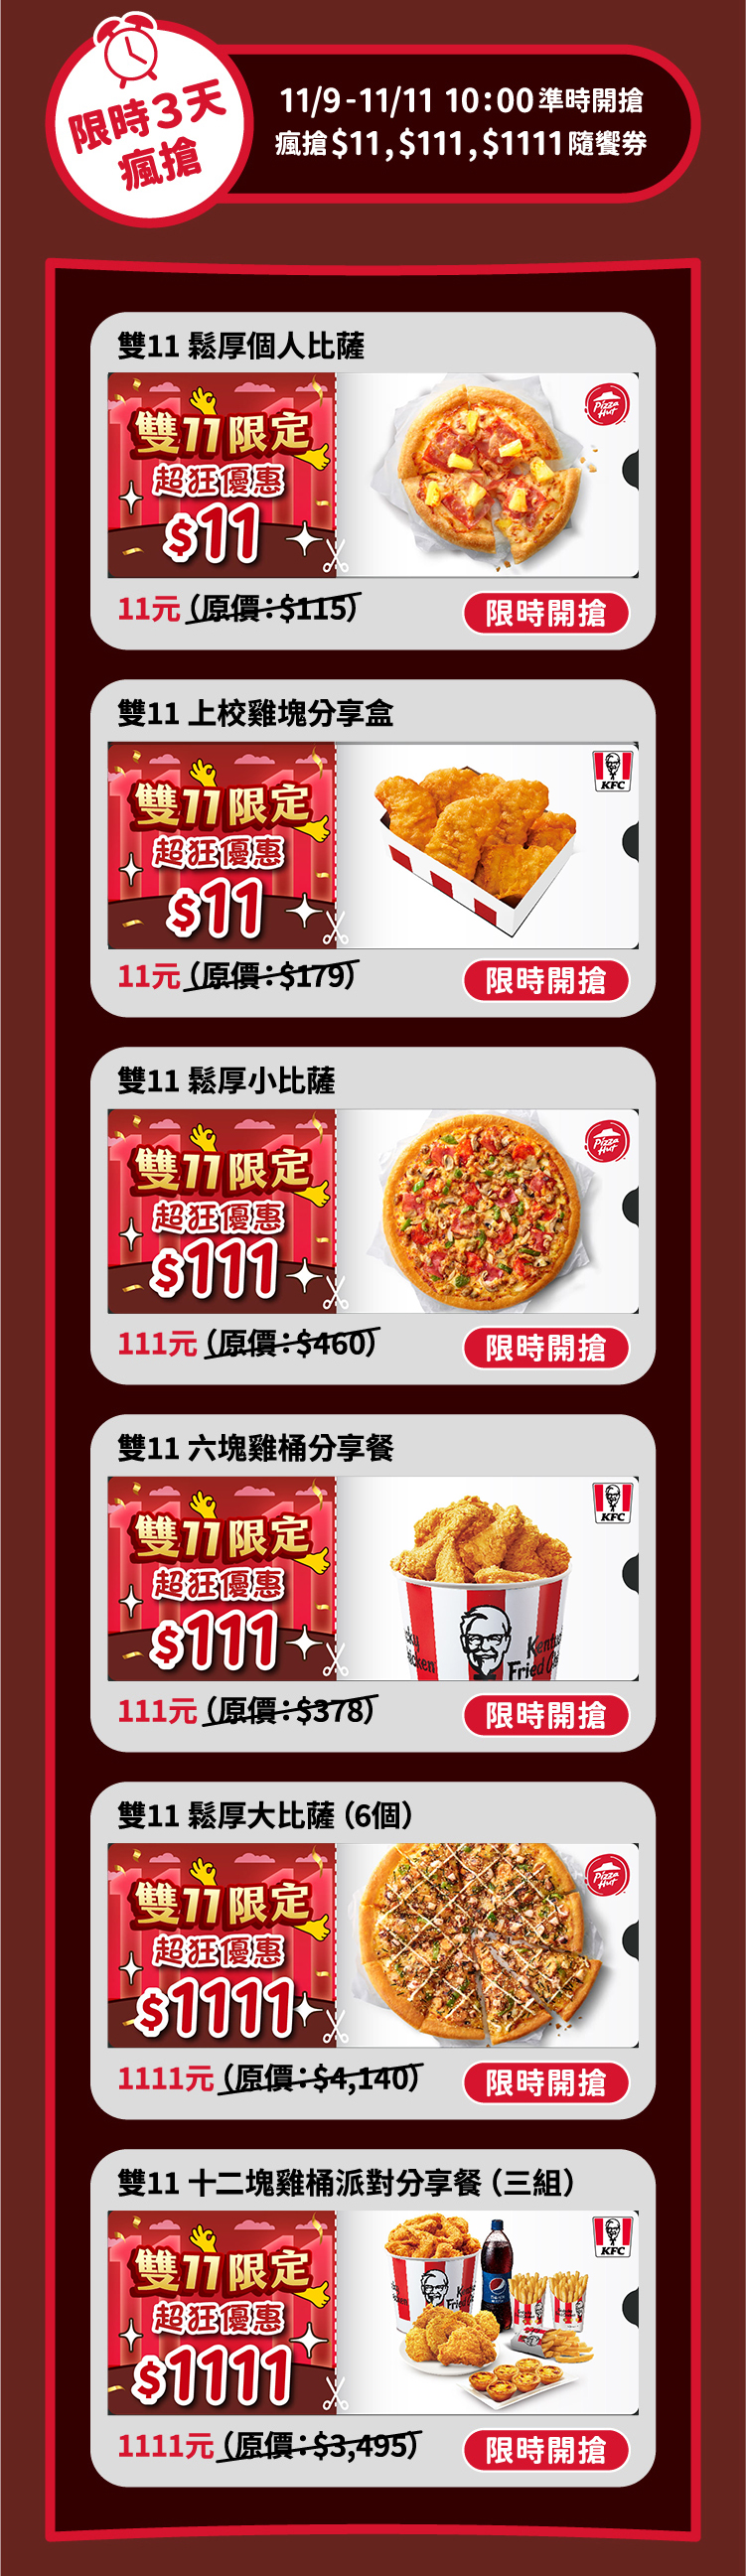 限時3天
瘋搶
11/9-11/11 10:00準時開搶
瘋搶$11,$111,$1111隨饗券
雙11 鬆厚個人比薩
雙11限定
超狂優惠
$11
Pizza
Hut
11元(原價:$115)
限時開搶
雙11 上校雞塊分享盒
雙11限定
超狂優惠
$11
KFC
11元(原價:$179)
限時開搶
雙11 鬆厚小比薩
雙11限定
超狂優惠
$111
Pizza
Hut
111元(原價:$460)
限時開搶
雙11 六塊雞桶分享餐
雙11限定
超狂優惠
$111
KFC
Fried
111元(原價:$378)
限時開搶
雙11 鬆厚大比薩(6個)
雙11限定
超狂優惠
$1111
Pizza
Hut
1111元(原價:$4,140)
限時開搶
雙11 十二塊雞桶派對分享餐(三組)
雙11限定
超狂優惠
$1111
KFC
1111元(原價:$3,495)
限時開搶